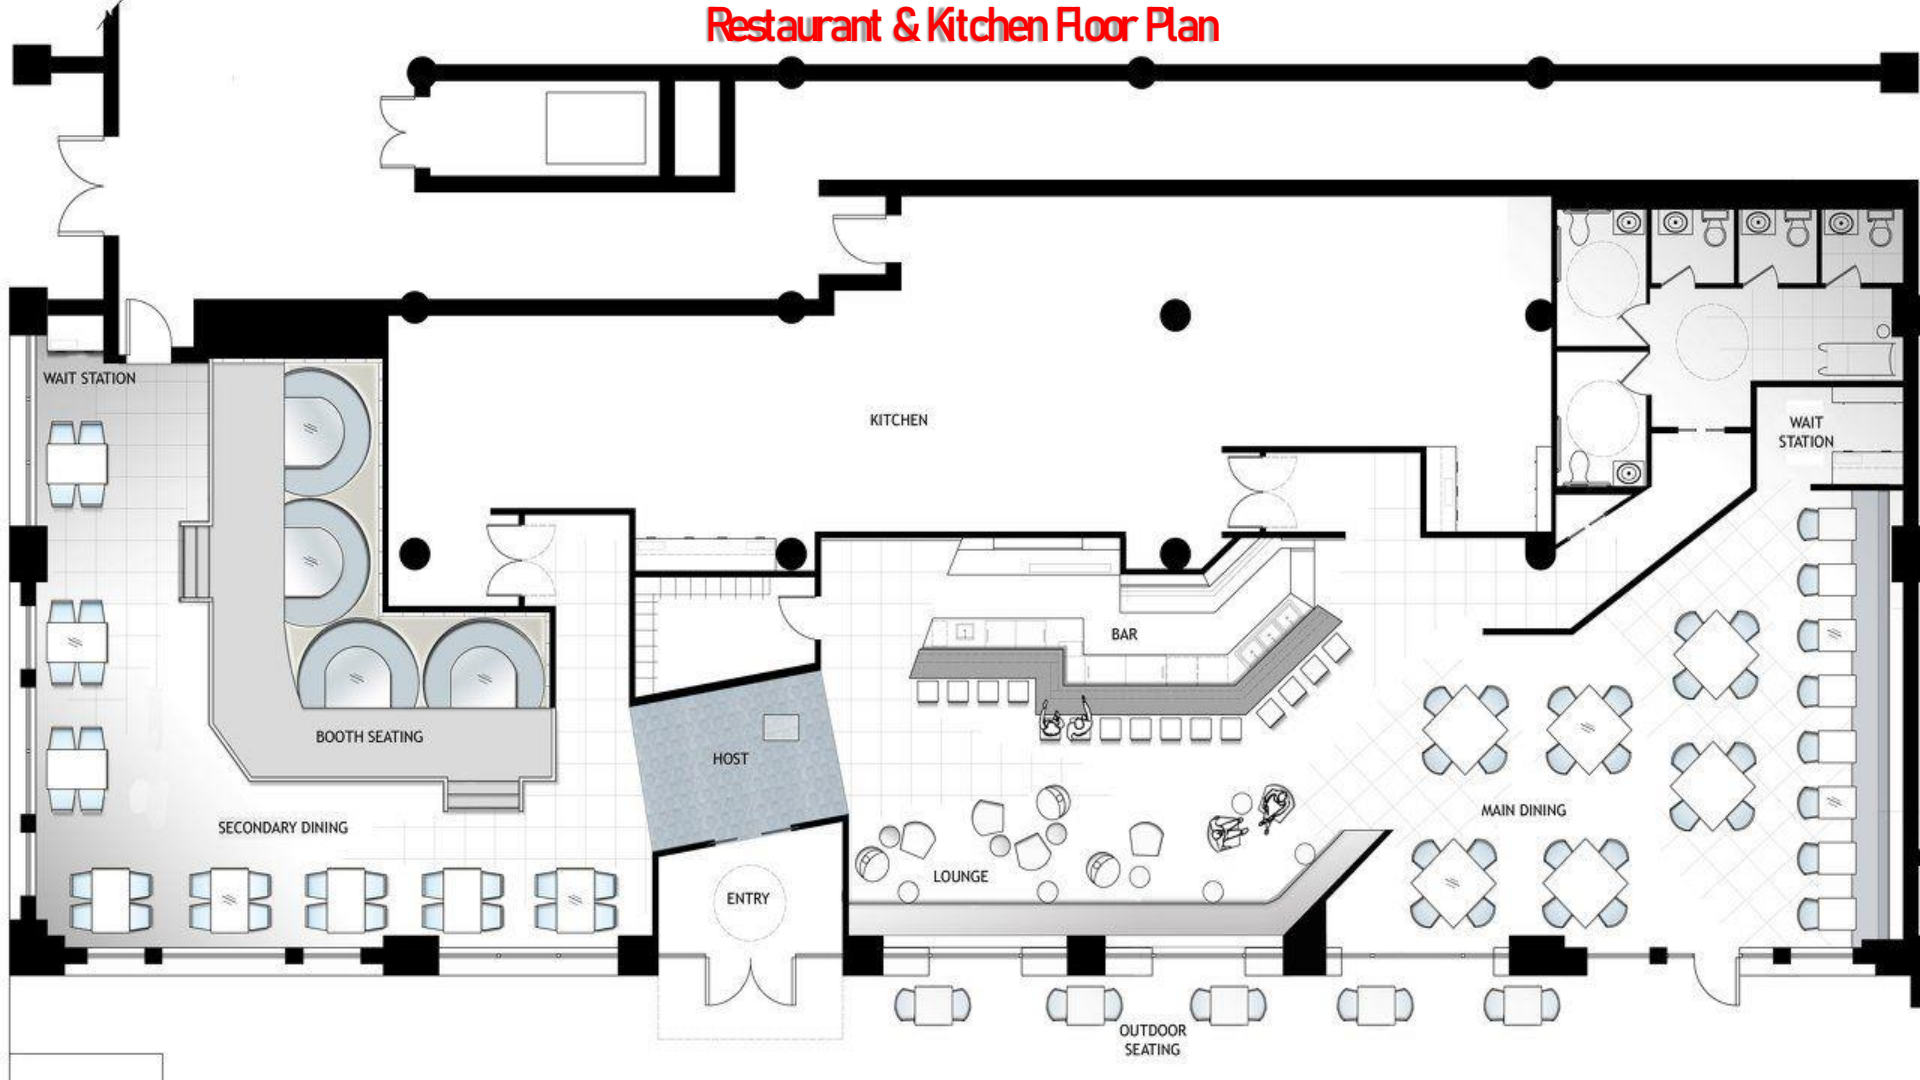 Restaurant & Kitchen Floor Plan
WAIT STATION
KITCHEN
WAIT
STATION
BAR
BOOTH SEATING
HOST
SECONDARY DINING
MAIN DINING
LOUNGE
ENTRY
OUTDOOR
SEATING